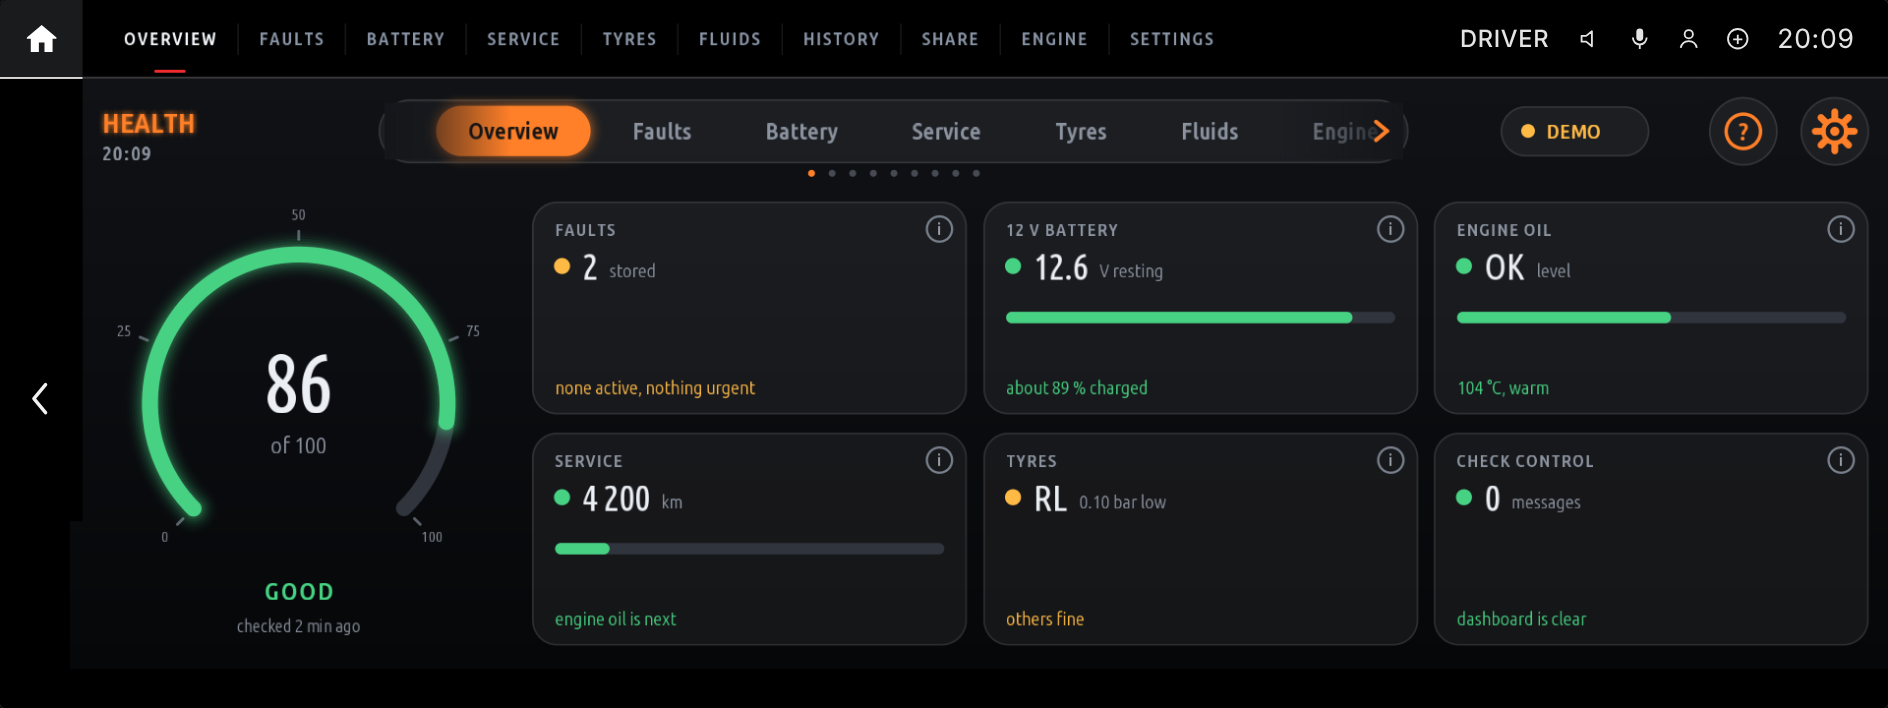 OVERVIEW FAULTS BATTERY SERVICE TYRES FLUIDS HISTORY SHARE ENGINE SETTINGS DRIVER 20:09
HEALTH
20:09
Overview Faults Battery Service Tyres Fluids Engine
DEMO
?
0
25
50
75
100
86
of 100
GOOD
checked 2 min ago
FAULTS i
2 stored
none active, nothing urgent
12 V BATTERY i
12.6 V resting
about 89 % charged
ENGINE OIL i
OK level
104 °C, warm
SERVICE i
4 200 km
engine oil is next
TYRES i
RL 0.10 bar low
others fine
CHECK CONTROL i
0 messages
dashboard is clear